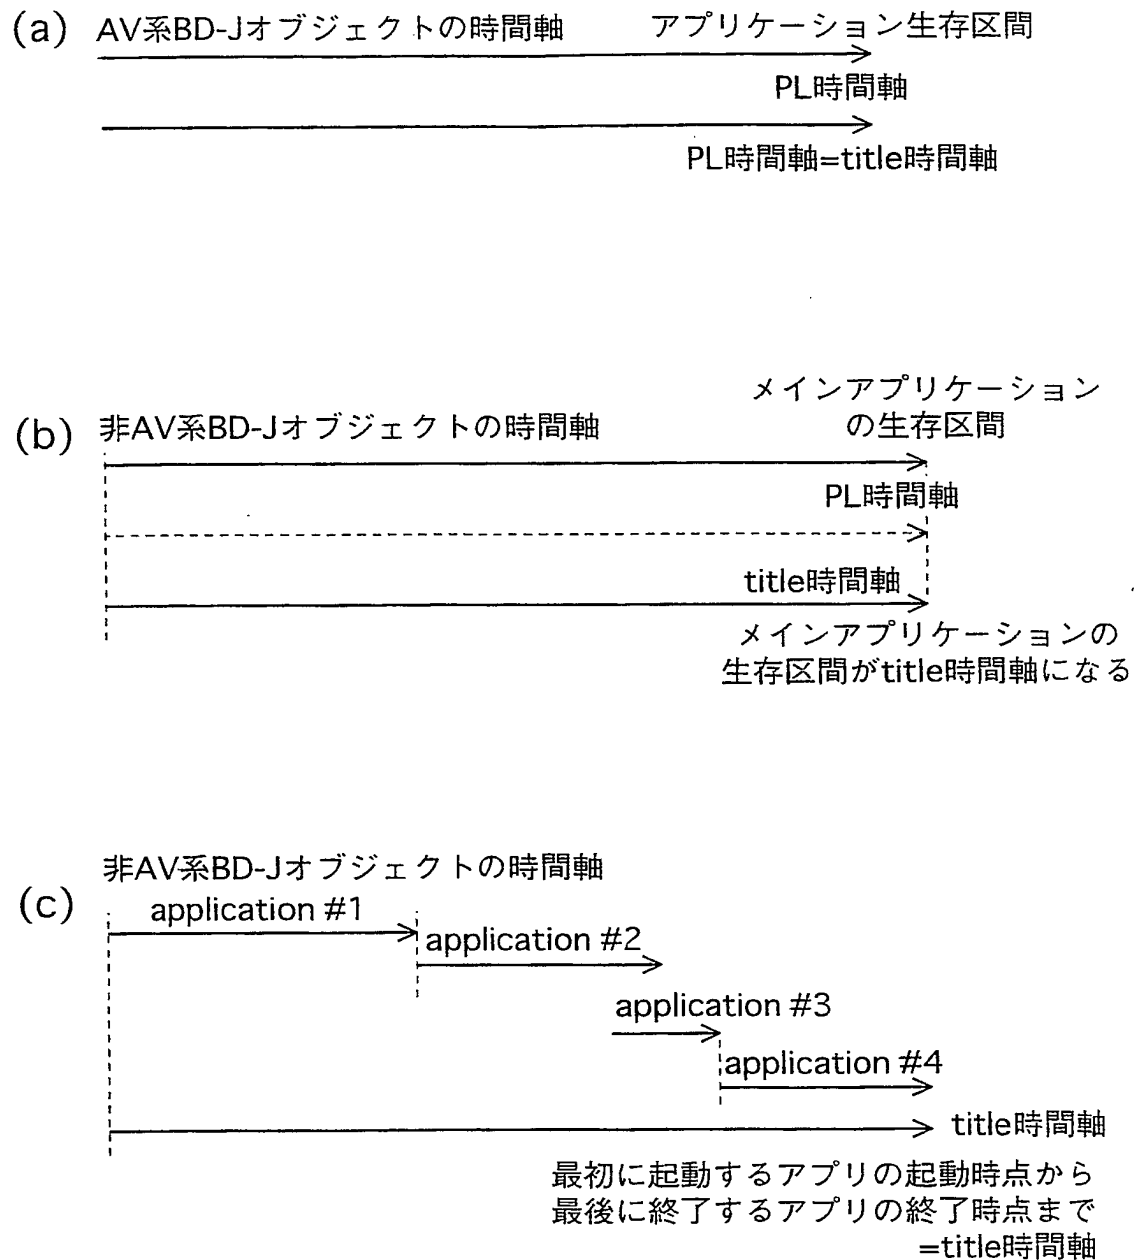 (a) AV系BD-Jオブジェクトの時間軸 アプリケーション生存区間
PL時間軸
PL時間軸=title時間軸
メインアプリケーション
の生存区間
(b) 非AV系BD-Jオブジェクトの時間軸
PL時間軸
title時間軸
メインアプリケーションの
生存区間がtitle時間軸になる
非AV系BD-Jオブジェクトの時間軸
(c)
application #1
application #2
application #3
application #4
title時間軸
最初に起動するアプリの起動時点から
最後に終了するアプリの終了時点まで
=title時間軸